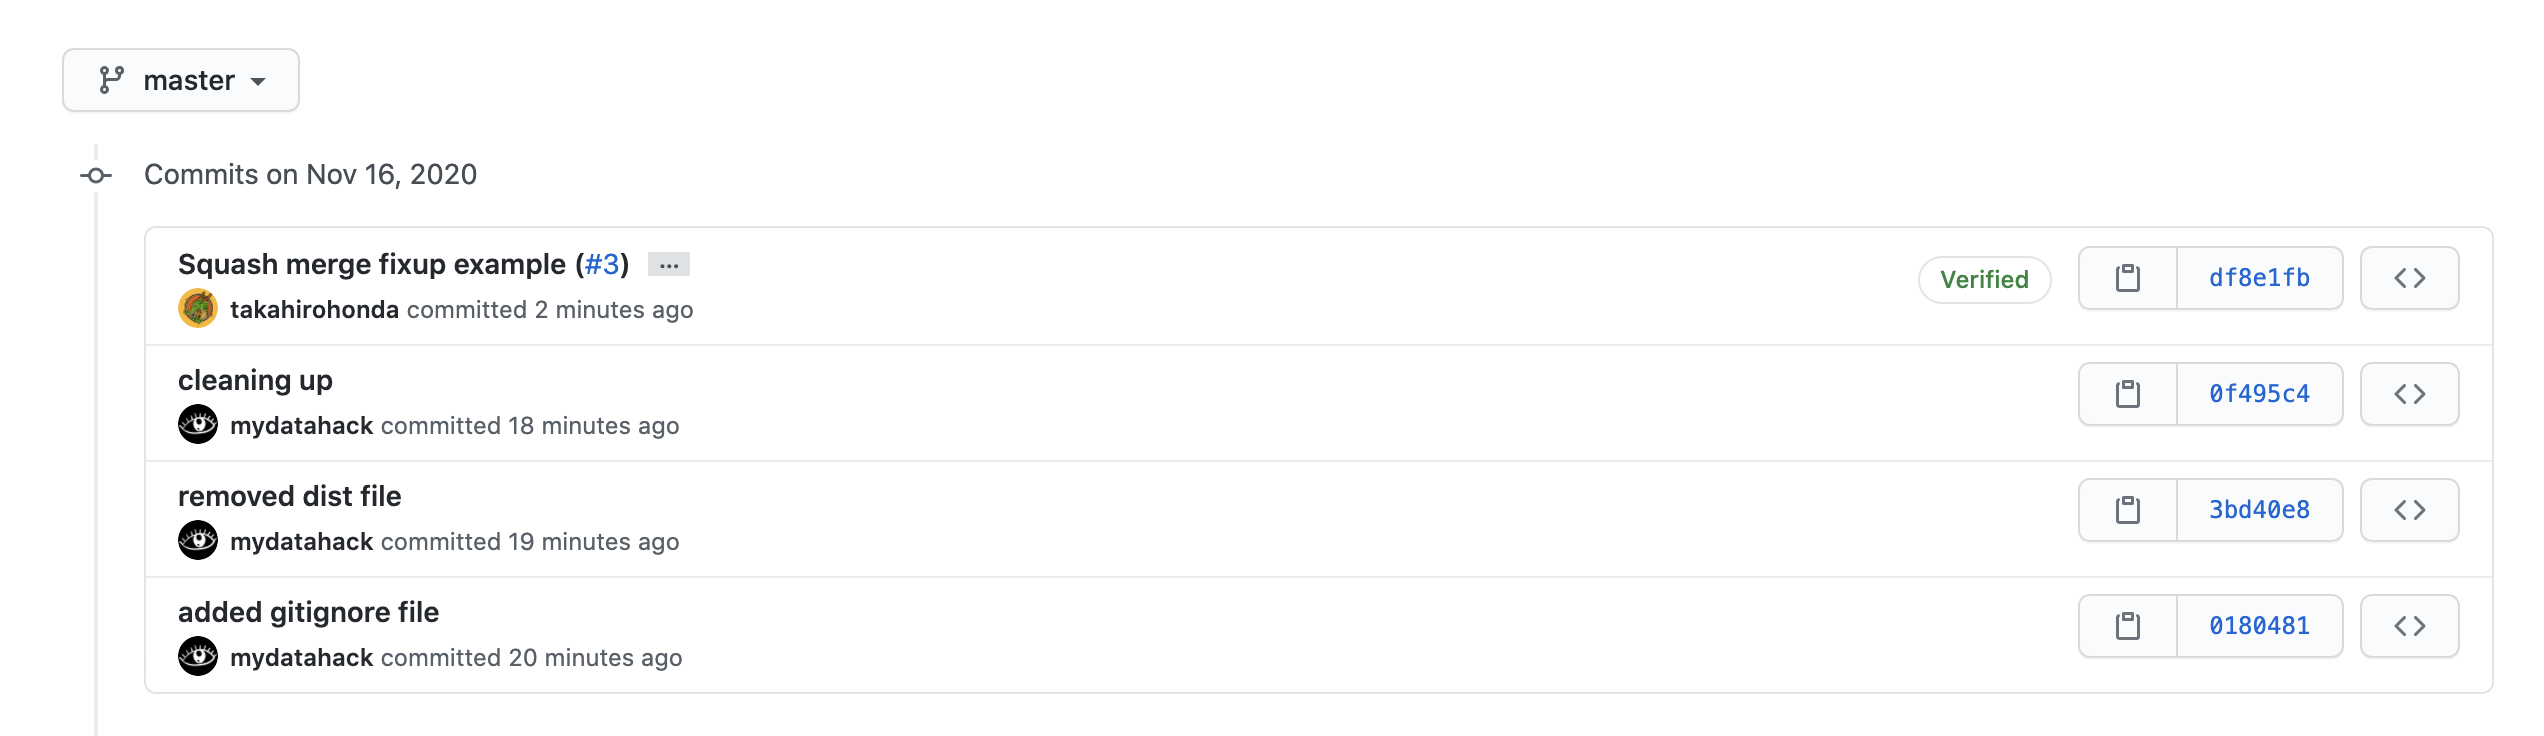 master
Commits on Nov 16, 2020
Squash merge fixup example (#3) ...
Verified
df8e1fb
takahirohonda committed 2 minutes ago
cleaning up
0f495c4
mydatahack committed 18 minutes ago
removed dist file
3bd40e8
mydatahack committed 19 minutes ago
added gitignore file
0180481
mydatahack committed 20 minutes ago